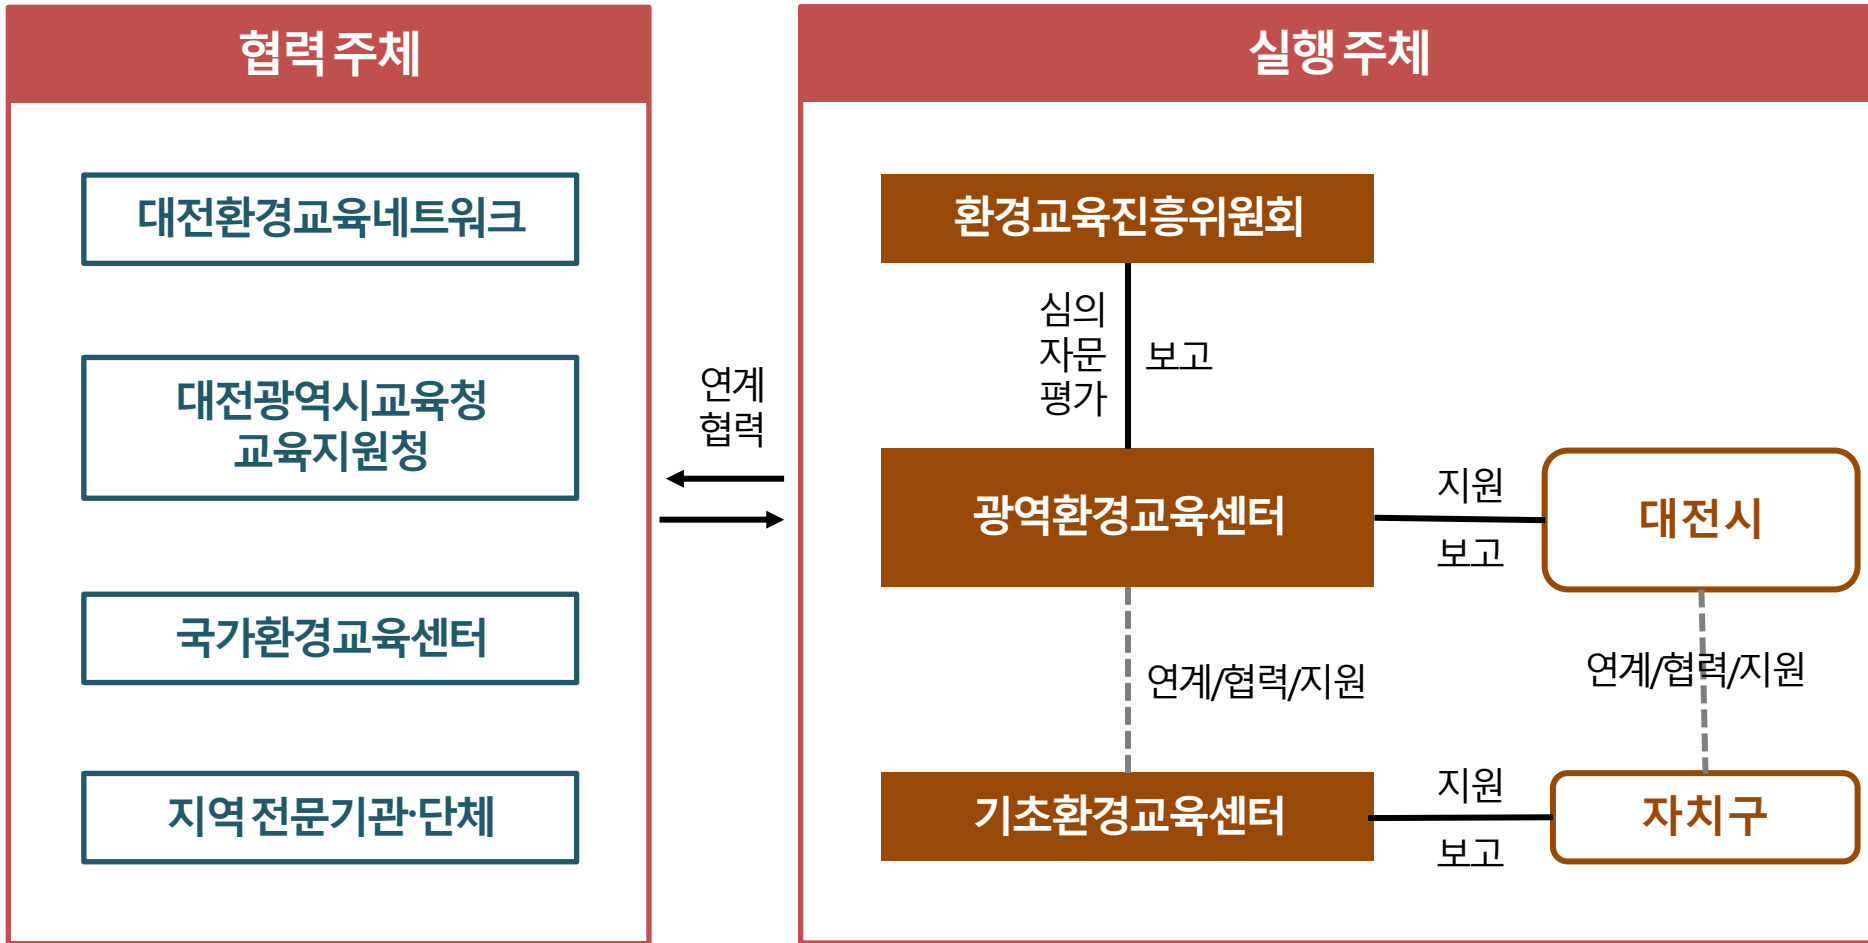 협력 주체
대전환경교육네트워크
대전광역시교육청
교육지원청
국가환경교육센터
지역 전문기관·단체
연계
협력
실행 주체
환경교육진흥위원회
심의
자문
평가
보고
광역환경교육센터
지원
보고
대전시
연계/협력/지원
연계/협력/지원
기초환경교육센터
지원
보고
자치구